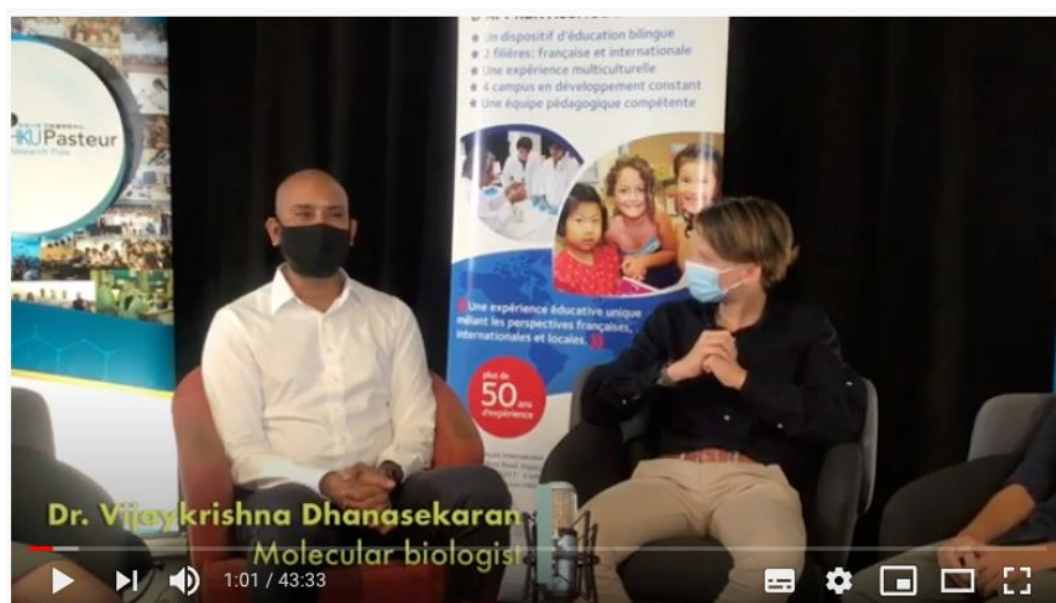 HKU Pasteur
Research Pole
Un dispositif d'éducation bilingue
2 filières: française et internationale
Une expérience multiculturelle
4 campus en développement constant
Une équipe pédagogique compétente
Une expérience éducative unique
mêlant les perspectives françaises,
internationales et locales.
plus de
50 ans
d'expérience
Dr. Vijaykrishna Dhanasekaran
Molecular biologist
1:01 / 43:33